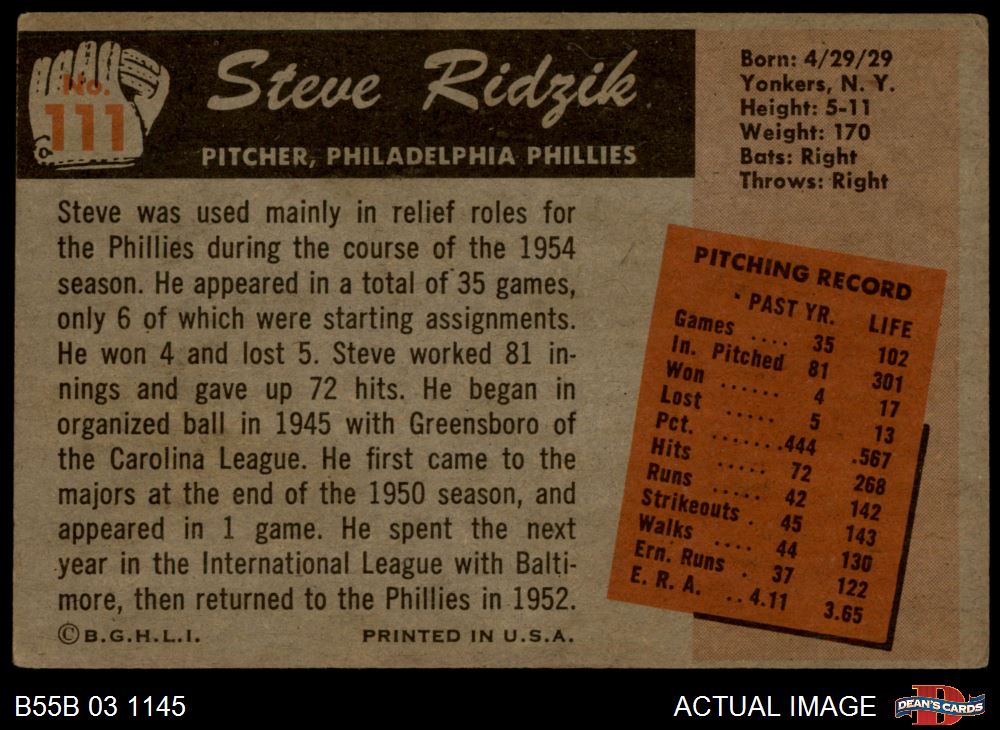 No.
111
Steve Ridzik
PITCHER, PHILADELPHIA PHILLIES
Born: 4/29/29
Yonkers, N. Y.
Height: 5-11
Weight: 170
Bats: Right
Throws: Right
Steve was used mainly in relief roles for
the Phillies during the course of the 1954
season. He appeared in a total of 35 games,
only 6 of which were starting assignments.
He won 4 and lost 5. Steve worked 81 in-
nings and gave up 72 hits. He began in
organized ball in 1945 with Greensboro of
the Carolina League. He first came to the
majors at the end of the 1950 season, and
appeared in 1 game. He spent the next
year in the International League with Balti-
more, then returned to the Phillies in 1952.
©B.G.H.L.I. PRINTED IN U.S.A.
PITCHING RECORD
PAST YR. LIFE
Games .... 35 102
In. Pitched 81 301
Won ...... 4 17
Lost ..... 5 13
Pct. .......444 .567
Hits ..... 72 268
Runs ..... 42 142
Strikeouts . 45 143
Walks .... 44 130
Ern. Runs . 37 122
E. R. A. ..4.11 3.65
B55B 03 1145
ACTUAL IMAGE
D
DEAN'S CARDS